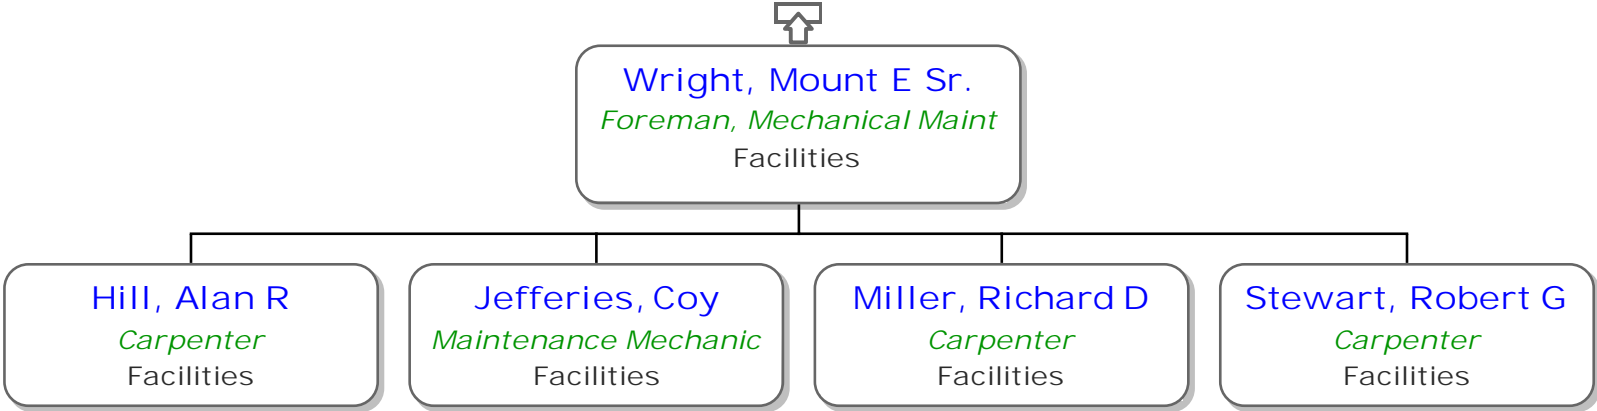 Wright, Mount E Sr.
Foreman, Mechanical Maint
Facilities
Hill, Alan R
Carpenter
Facilities
Jefferies, Coy
Maintenance Mechanic
Facilities
Miller, Richard D
Carpenter
Facilities
Stewart, Robert G
Carpenter
Facilities